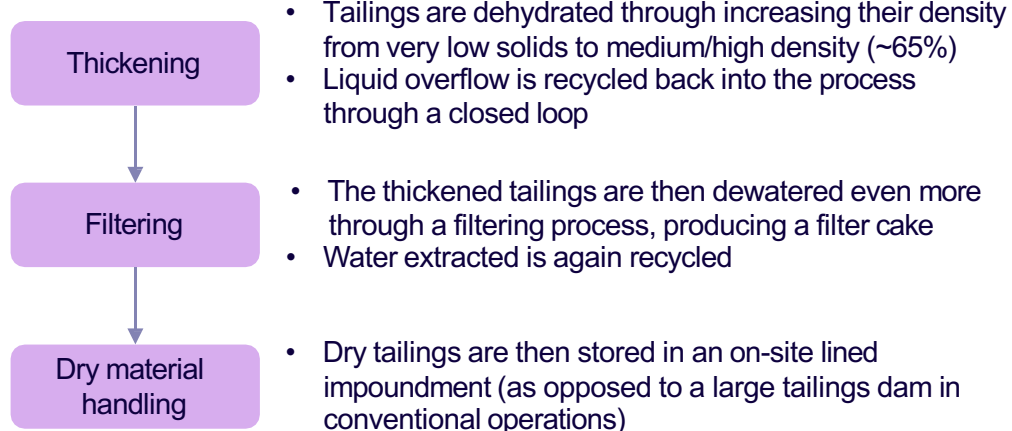 Thickening
• Tailings are dehydrated through increasing their density
from very low solids to medium/high density (~65%)
• Liquid overflow is recycled back into the process
through a closed loop
Filtering
• The thickened tailings are then dewatered even more
through a filtering process, producing a filter cake
• Water extracted is again recycled
Dry material
handling
• Dry tailings are then stored in an on-site lined
impoundment (as opposed to a large tailings dam in
conventional operations)